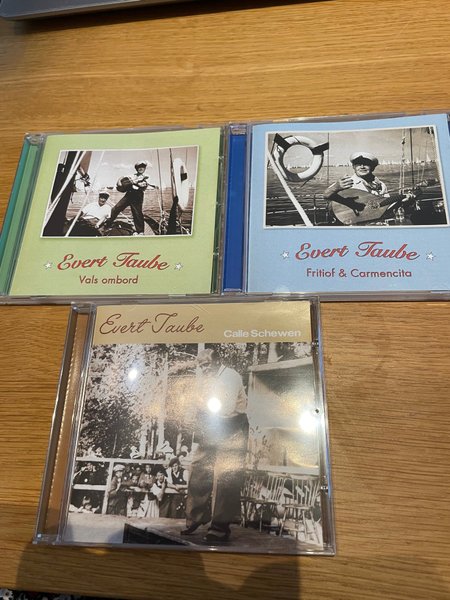 Evert Taube
Vals ombord
Evert Taube
Fritiof & Carmencita
Evert Taube
Calle Schewen